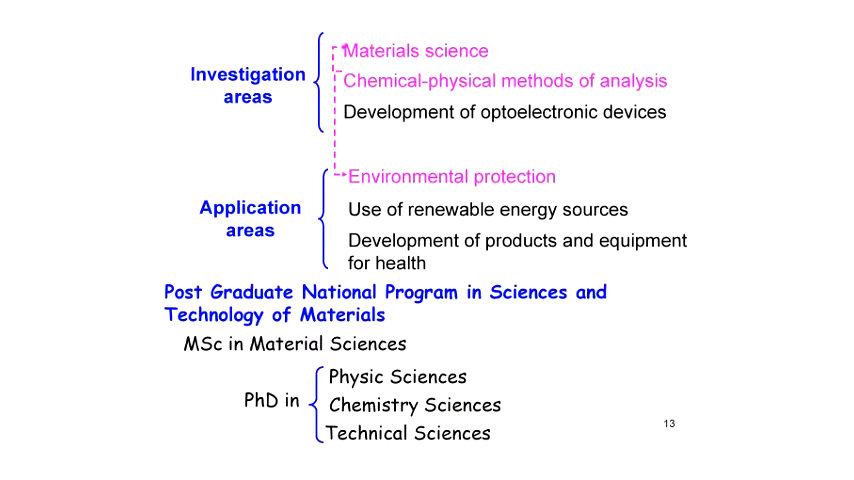 Materials science
Investigation
areas
Chemical-physical methods of analysis
Development of optoelectronic devices
Environmental protection
Application
areas
Use of renewable energy sources
Development of products and equipment
for health
Post Graduate National Program in Sciences and
Technology of Materials
MSc in Material Sciences
PhD in
Physic Sciences
Chemistry Sciences
Technical Sciences
13